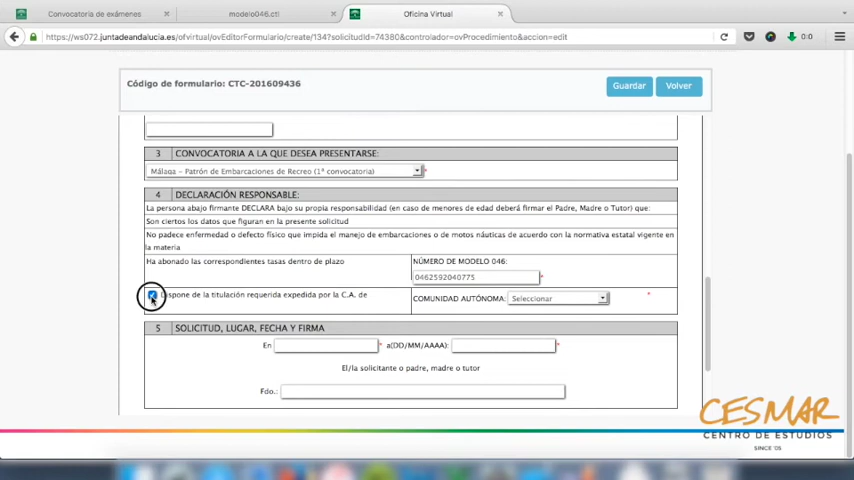 Convocatoria de exámenes
modelo046.ctl
Oficina Virtual
https://ws072.juntadeandalucia.es/ofvirtual/ovEditorFormulario/create/134?solicitudId=74380&controlador=ovProcedimiento&accion=edit
0:0
Código de formulario: CTC-201609436
Guardar
Volver
3 CONVOCATORIA A LA QUE DESEA PRESENTARSE:
Málaga - Patrón de Embarcaciones de Recreo (1ª convocatoria) *
4 DECLARACIÓN RESPONSABLE:
La persona abajo firmante DECLARA bajo su propia responsabilidad (en caso de menores de edad deberá firmar el Padre, Madre o Tutor) que:
Son ciertos los datos que figuran en la presente solicitud
No padece enfermedad o defecto físico que impida el manejo de embarcaciones o de motos náuticas de acuerdo con la normativa estatal vigente en
la materia
Ha abonado las correspondientes tasas dentro de plazo
NÚMERO DE MODELO 046:
0462592040775 *
Dispone de la titulación requerida expedida por la C.A. de
COMUNIDAD AUTÓNOMA: Seleccionar *
5 SOLICITUD, LUGAR, FECHA Y FIRMA
En * a(DD/MM/AAAA): *
El/la solicitante o padre, madre o tutor
Fdo.:
CESMAR
CENTRO DE ESTUDIOS
SINCE '05